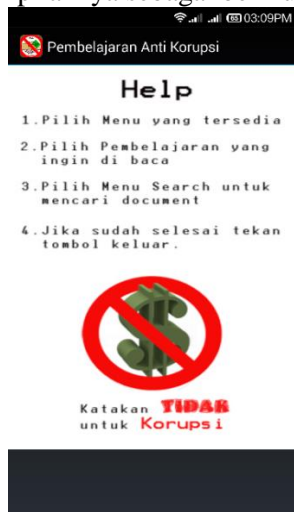 03:09PM
Pembelajaran Anti Korupsi
Help
1.Pilih Menu yang tersedia
2.Pilih Pembelajaran yang
ingin di baca
3.Pilih Menu Search untuk
mencari document
4.Jika sudah selesai tekan
tombol keluar.
Katakan TIDAK
untuk Korupsi